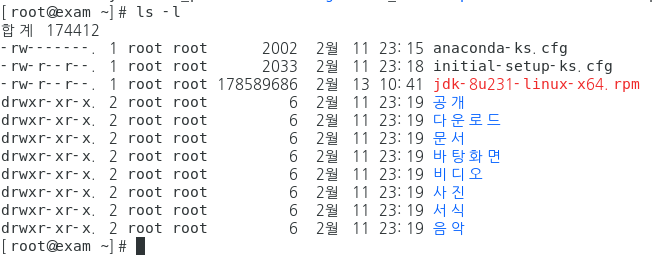 [root@exam ~]# ls -l
합계 174412
-rw-------. 1 root root 2002 2월 11 23:15 anaconda-ks.cfg
-rw-r--r--. 1 root root 2033 2월 11 23:18 initial-setup-ks.cfg
-rw-r--r--. 1 root root 178589686 2월 13 10:41 jdk-8u231-linux-x64.rpm
drwxr-xr-x. 2 root root 6 2월 11 23:19 공개
drwxr-xr-x. 2 root root 6 2월 11 23:19 다운로드
drwxr-xr-x. 2 root root 6 2월 11 23:19 문서
drwxr-xr-x. 2 root root 6 2월 11 23:19 바탕화면
drwxr-xr-x. 2 root root 6 2월 11 23:19 비디오
drwxr-xr-x. 2 root root 6 2월 11 23:19 사진
drwxr-xr-x. 2 root root 6 2월 11 23:19 서식
drwxr-xr-x. 2 root root 6 2월 11 23:19 음악
[root@exam ~]#